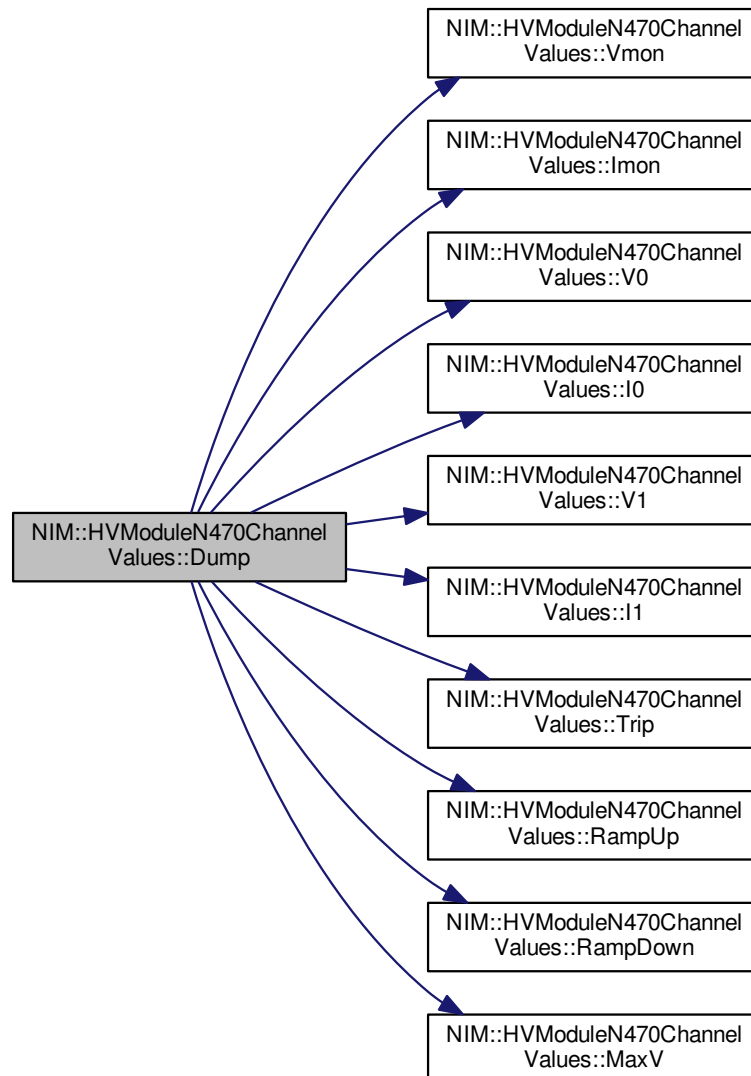 NIM::HVModuleN470Channel
Values::Vmon
NIM::HVModuleN470Channel
Values::Imon
NIM::HVModuleN470Channel
Values::V0
NIM::HVModuleN470Channel
Values::I0
NIM::HVModuleN470Channel
Values::V1
NIM::HVModuleN470Channel
Values::Dump
NIM::HVModuleN470Channel
Values::I1
NIM::HVModuleN470Channel
Values::Trip
NIM::HVModuleN470Channel
Values::RampUp
NIM::HVModuleN470Channel
Values::RampDown
NIM::HVModuleN470Channel
Values::MaxV